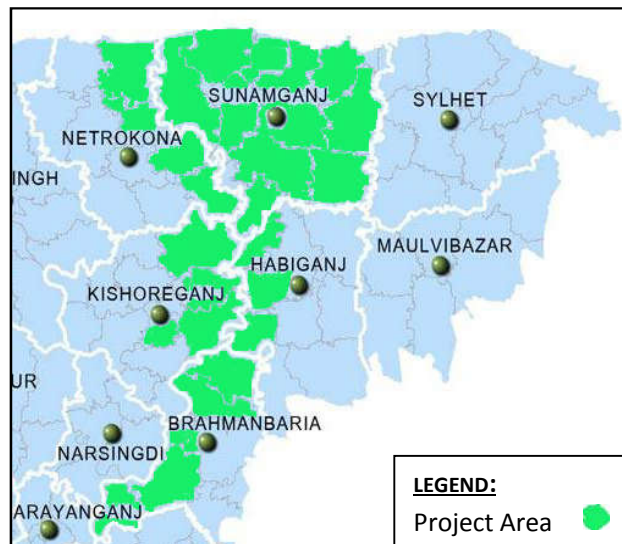 SUNAMGANJ
SYLHET
NETROKONA
INGH
MAULVIBAZAR
HABIGANJ
KISHOREGANJ
UR
BRAHMANBARIA
NARSINGDI
ARAYANGANJ
LEGEND:
Project Area